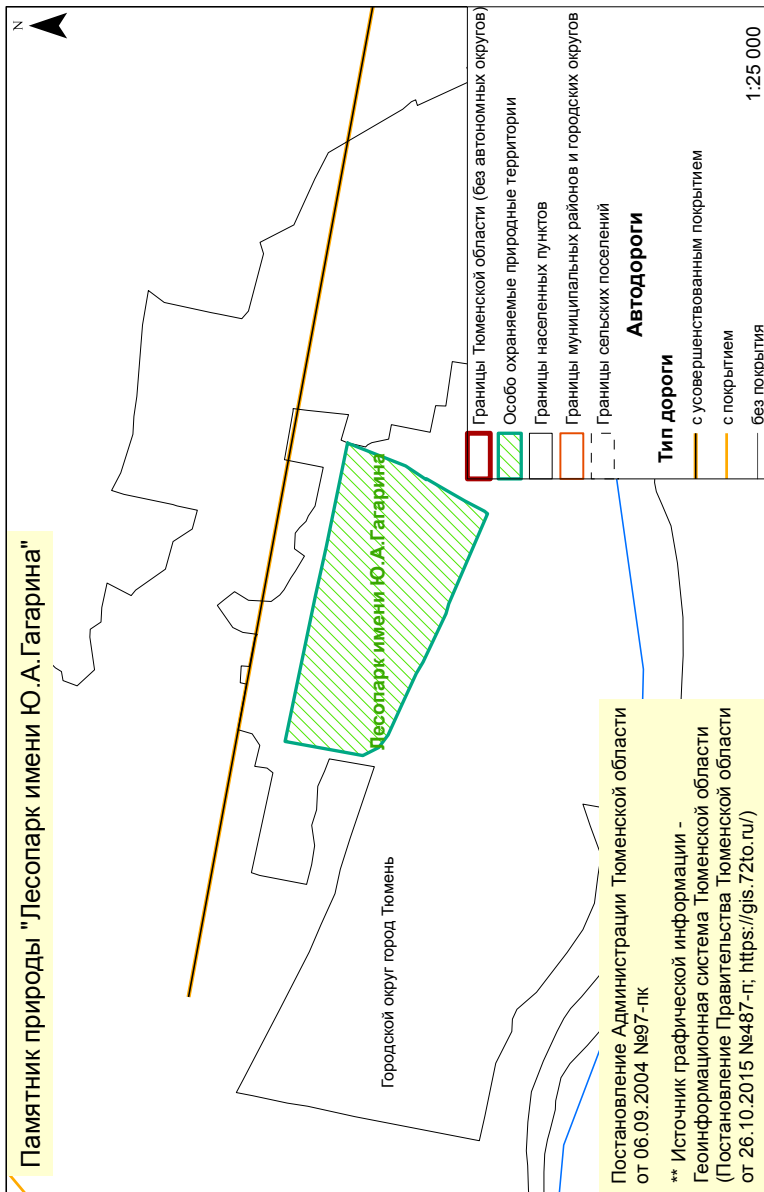 Памятник природы "Лесопарк имени Ю.А.Гагарина"
N
Лесопарк имени Ю.А.Гагарина
Городской округ город Тюмень
Постановление Администрации Тюменской области
от 06.09.2004 №97-пк
** Источник графической информации -
Геоинформационная система Тюменской области
(Постановление Правительства Тюменской области
от 26.10.2015 №487-п; https://gis.72to.ru/)
Границы Тюменской области (без автономных округов)
Особо охраняемые природные территории
Границы населенных пунктов
Границы муниципальных районов и городских округов
Границы сельских поселений
Автодороги
Тип дороги
с усовершенствованным покрытием
с покрытием
без покрытия
1:25 000